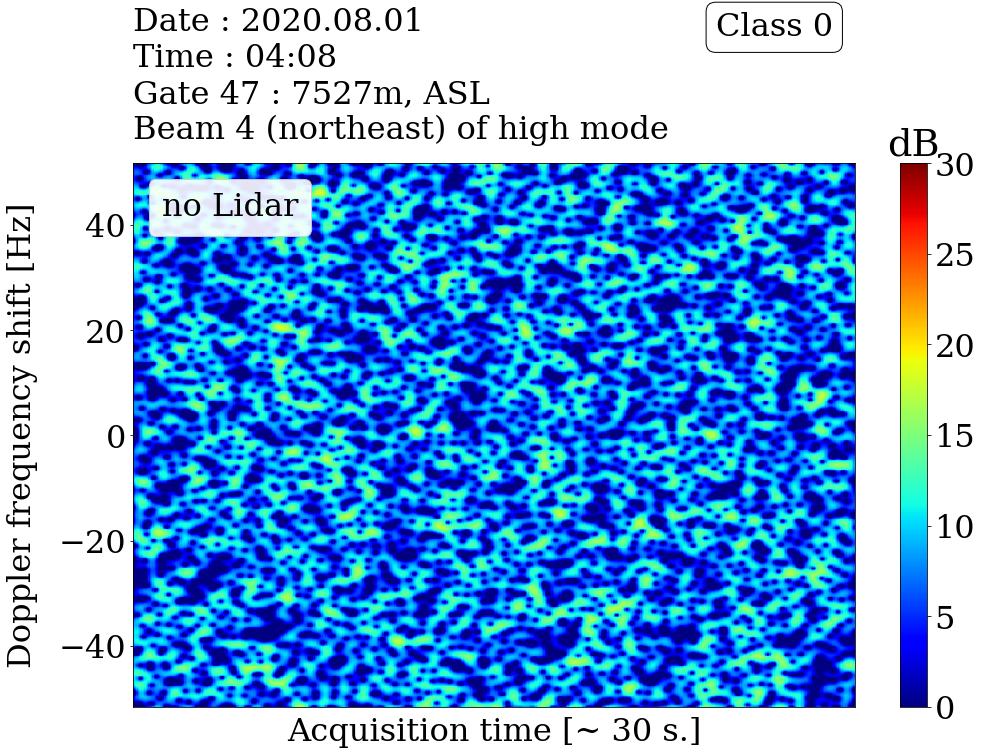 Date : 2020.08.01
Time : 04:08
Gate 47 : 7527m, ASL
Beam 4 (northeast) of high mode
Class 0
dB
no Lidar
Doppler frequency shift [Hz]
40
20
0
−20
−40
30
25
20
15
10
5
0
Acquisition time [~ 30 s.]